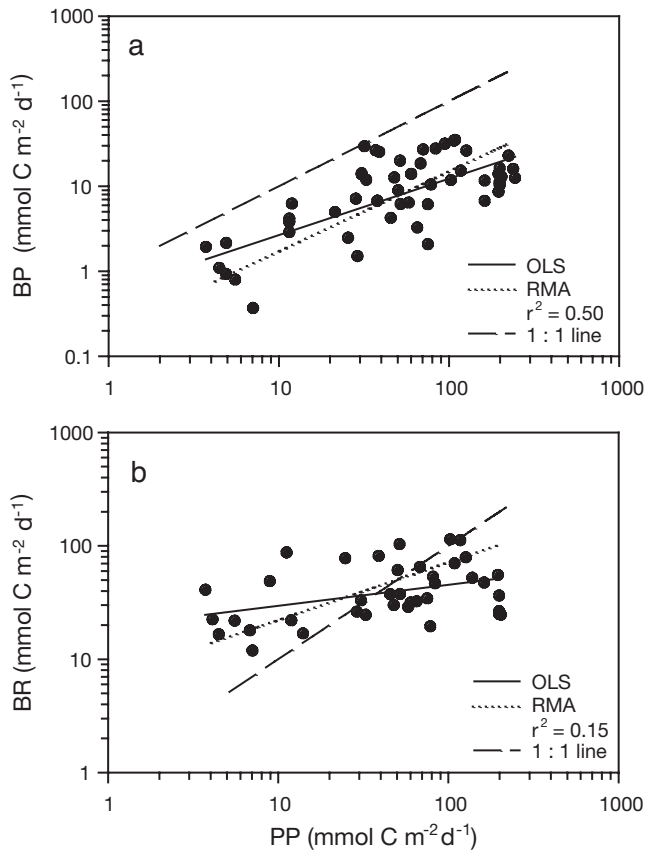 1000
a
100
BP (mmol C m⁻² d⁻¹)
10
1
OLS
RMA
r² = 0.50
1 : 1 line
0.1
1 10 100 1000
1000
b
100
BR (mmol C m⁻² d⁻¹)
10
OLS
RMA
r² = 0.15
1 : 1 line
1
1 10 100 1000
PP (mmol C m⁻² d⁻¹)